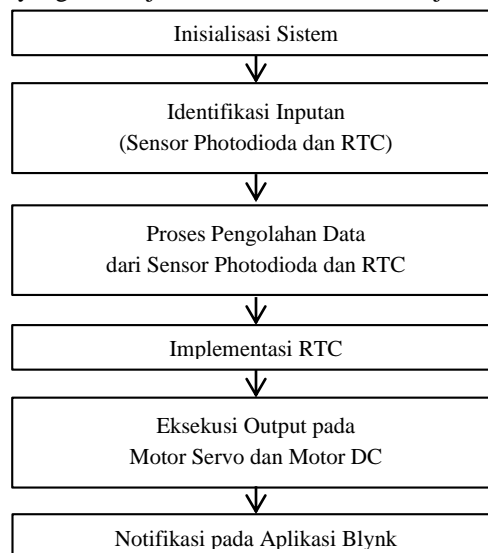 Inisialisasi Sistem
Identifikasi Inputan
(Sensor Photodioda dan RTC)
Proses Pengolahan Data
dari Sensor Photodioda dan RTC
Implementasi RTC
Eksekusi Output pada
Motor Servo dan Motor DC
Notifikasi pada Aplikasi Blynk